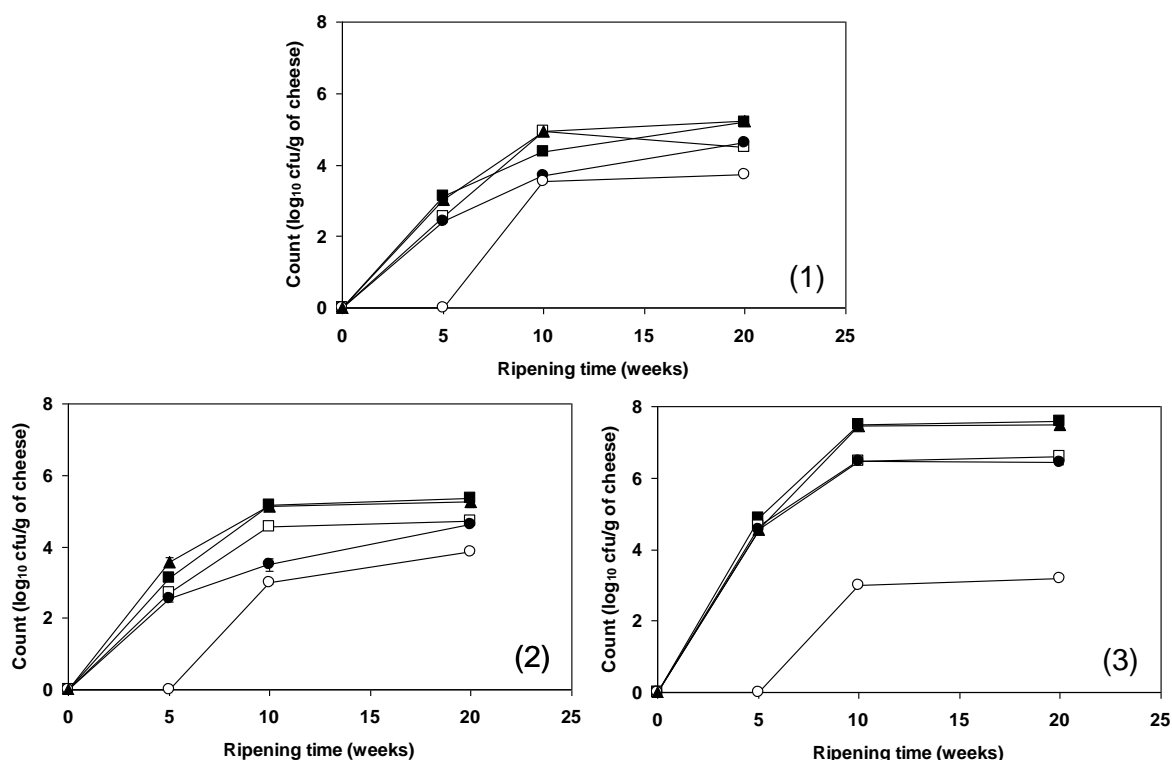 8
6
4
2
0
Count (log₁₀ cfu/g of cheese)
0 5 10 15 20 25
Ripening time (weeks)
(1)
8
6
4
2
0
Count (log₁₀ cfu/g of cheese)
0 5 10 15 20 25
Ripening time (weeks)
(2)
8
6
4
2
0
Count (log₁₀ cfu/g of cheese)
0 5 10 15 20 25
Ripening time (weeks)
(3)